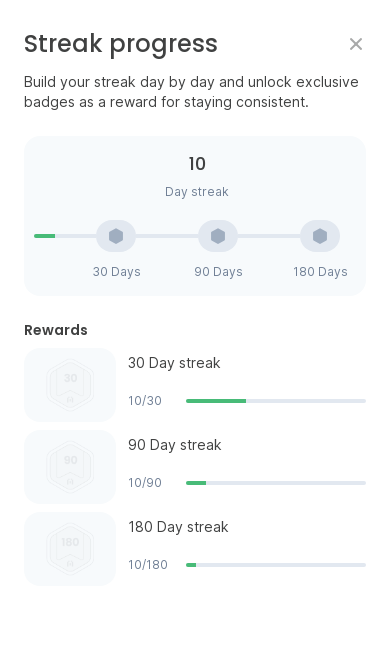 Streak progress
Build your streak day by day and unlock exclusive
badges as a reward for staying consistent.
10
Day streak
30 Days
90 Days
180 Days
Rewards
30
30 Day streak
10/30
90
90 Day streak
10/90
180
180 Day streak
10/180